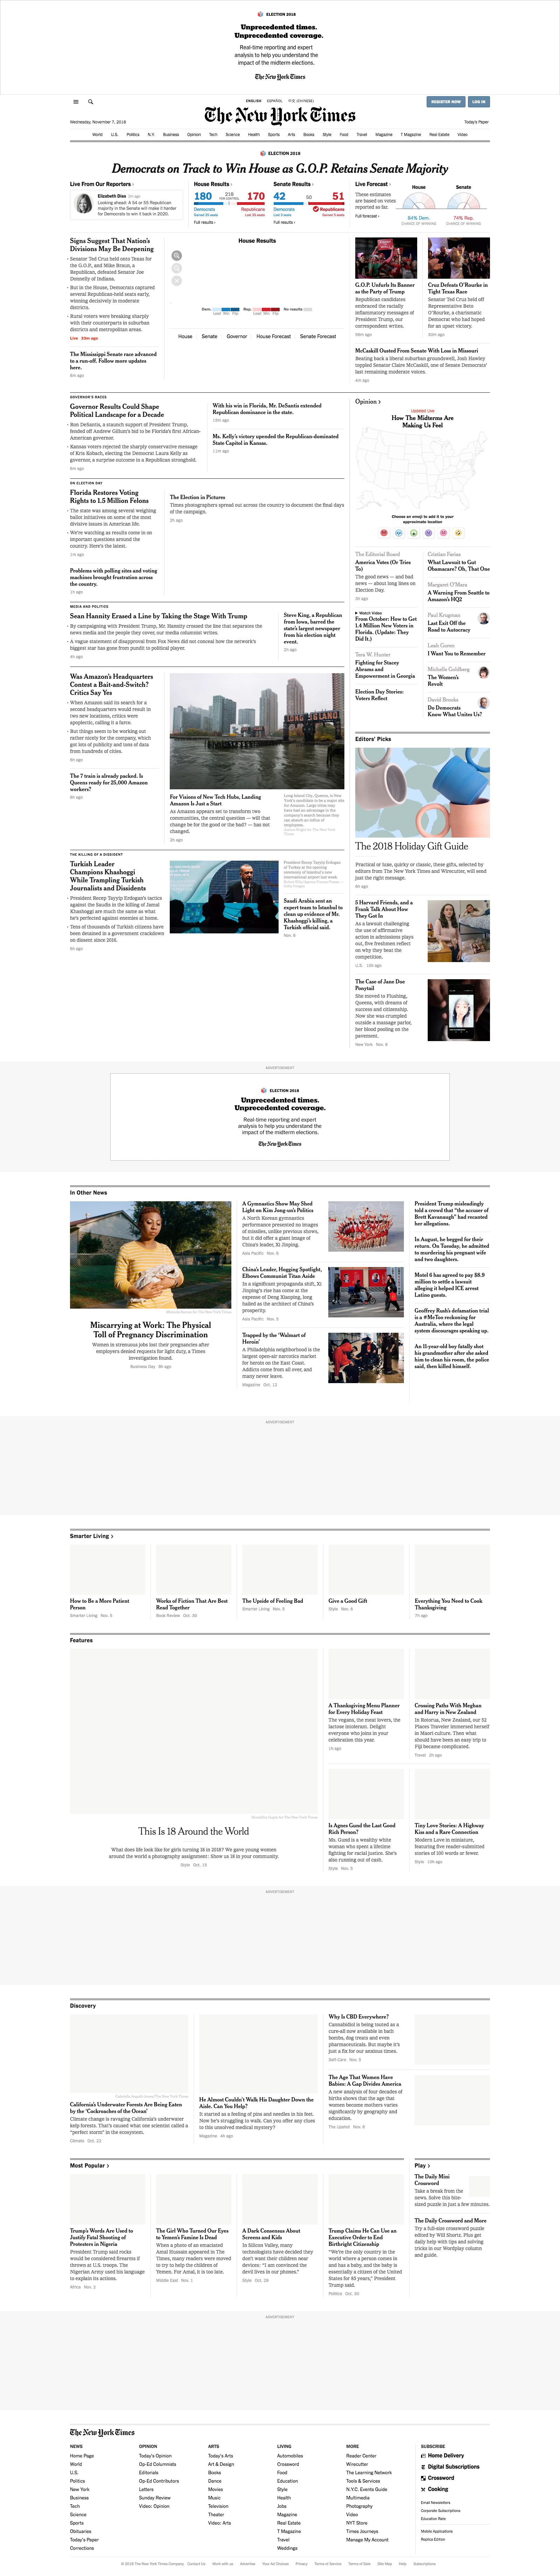 ELECTION 2018
Unprecedented times.
Unprecedented coverage.
Real-time reporting and expert
analysis to help you understand the
impact of the midterm elections.
The New York Times
ENGLISH ESPAÑOL 中文 (CHINESE)
REGISTER NOW LOG IN
The New York Times
Wednesday, November 7, 2018
Today's Paper
World U.S. Politics N.Y. Business Opinion Tech Science Health Sports Arts Books Style Food Travel Magazine T Magazine Real Estate Video
ELECTION 2018
Democrats on Track to Win House as G.O.P. Retains Senate Majority
Live From Our Reporters ›
Elizabeth Dias
Looking ahead: A 54 or 55 Republican
majority in the Senate will make it harder
for Democrats to win it back in 2020.
House Results ›
180 218 170
Democrats Republicans
Full results ›
Senate Results ›
42 50 51
Democrats Republicans
Full results ›
Live Forecast ›
These estimates
are based on votes
reported so far.
Full forecast ›
House
84% Dem.
CHANCE OF WINNING
Senate
CHANCE OF WINNING
Signs Suggest That Nation's
Divisions May Be Deepening
Senator Ted Cruz held onto Texas for
the G.O.P., and Mike Braun, a
Republican, defeated Senator Joe
Donnelly of Indiana.
But in the House, Democrats captured
several Republican-held seats early,
winning decisively in moderate
districts.
Rural voters were breaking sharply
with their counterparts in suburban
districts and metropolitan areas.
The Mississippi Senate race advanced
to a run-off. Follow more updates
here.
House Results
Dem. Rep. No results
Lead Win Flip Lead Win Flip
House Senate Governor House Forecast Senate Forecast
G.O.P. Unfurls Its Banner
as the Party of Trump
Republican candidates
embraced the racially
inflammatory messages of
President Trump, our
correspondent writes.
Cruz Defeats O'Rourke in
Tight Texas Race
Senator Ted Cruz held off
Representative Beto
O'Rourke, a charismatic
Democrat who had hoped
for an upset victory.
McCaskill Ousted From Senate With Loss in Missouri
Beating back a liberal suburban groundswell, Josh Hawley
toppled Senator Claire McCaskill, one of Senate Democrats'
last remaining moderate voices.
GOVERNOR'S RACES
Governor Results Could Shape
Political Landscape for a Decade
Ron DeSantis, a staunch support of President Trump,
fended off Andrew Gillum's bid to be Florida's first African-
American governor.
Kansas voters rejected the sharply conservative message
of Kris Kobach, electing the Democrat Laura Kelly as
governor, a surprise outcome in a Republican stronghold.
With his win in Florida, Mr. DeSantis extended
Republican dominance in the state.
Ms. Kelly's victory upended the Republican-dominated
State Capitol in Kansas.
ON ELECTION DAY
Florida Restores Voting
Rights to 1.5 Million Felons
The state was among several weighing
ballot initiatives on some of the most
divisive issues in American life.
We're watching as results come in on
important questions around the
country. Here's the latest.
Problems with polling sites and voting
machines brought frustration across
the country.
The Election in Pictures
Times photographers spread out across the country to document the final days
of the campaign.
MEDIA AND POLITICS
Sean Hannity Erased a Line by Taking the Stage With Trump
By campaigning with President Trump, Mr. Hannity crossed the line that separates the
news media and the people they cover, our media columnist writes.
A vague statement of disapproval from Fox News did not conceal how the network's
biggest star has gone from pundit to political player.
Steve King, a Republican
from Iowa, barred the
state's largest newspaper
from his election night
event.
Was Amazon's Headquarters
Contest a Bait-and-Switch?
Critics Say Yes
When Amazon said its search for a
second headquarters would result in
two new locations, critics were
apoplectic, calling it a farce.
But things seem to be working out
rather nicely for the company, which
got lots of publicity and tons of data
from hundreds of cities.
The 7 train is already packed. Is
Queens ready for 25,000 Amazon
workers?
For Visions of New Tech Hubs, Landing
Amazon Is Just a Start
As Amazon appears set to transform two
communities, the central question — will that
change be for the good or the bad? — has not
changed.
THE KILLING OF A DISSIDENT
Turkish Leader
Champions Khashoggi
While Trampling Turkish
Journalists and Dissidents
President Recep Tayyip Erdogan's tactics
against the Saudis in the killing of Jamal
Khashoggi are much the same as what
he's perfected against enemies at home.
Tens of thousands of Turkish citizens have
been detained in a government crackdown
on dissent since 2016.
Saudi Arabia sent an
expert team to Istanbul to
clean up evidence of Mr.
Khashoggi's killing, a
Turkish official said.
Nov. 6
Opinion ›
How The Midterms Are
Making Us Feel
Choose an emoji to add it to your
approximate location
The Editorial Board
America Votes (Or Tries
To)
The good news — and bad
news — about long lines on
Election Day.
Watch Video
From October: How to Get
1.4 Million New Voters in
Florida. (Update: They
Did It.)
Tera W. Hunter
Fighting for Stacey
Abrams and
Empowerment in Georgia
Election Day Stories:
Voters Reflect
Cristian Farias
What Lawsuit to Gut
Obamacare? Oh, That One
Margaret O'Mara
A Warning From Seattle to
Amazon's HQ2
Paul Krugman
Last Exit Off the
Road to Autocracy
Leah Green
I Want You to Remember
Michelle Goldberg
The Women's
Revolt
David Brooks
Do Democrats
Know What Unites Us?
Editors' Picks
The 2018 Holiday Gift Guide
Practical or luxe, quirky or classic, these gifts, selected by
editors from The New York Times and Wirecutter, will send
just the right message.
5 Harvard Friends, and a
Frank Talk About How
They Got In
As a lawsuit challenging
the use of affirmative
action in admissions plays
out, five freshmen reflect
on why they beat the
competition.
The Case of Jane Doe
Ponytail
She moved to Flushing,
Queens, with dreams of
success and citizenship.
Now she was crumpled
outside a massage parlor,
her blood pooling on the
pavement.
New York Nov. 6
ADVERTISEMENT
ELECTION 2018
Unprecedented times.
Unprecedented coverage.
Real-time reporting and expert
analysis to help you understand the
impact of the midterm elections.
The New York Times
In Other News
Miscarrying at Work: The Physical
Toll of Pregnancy Discrimination
Women in strenuous jobs lost their pregnancies after
employers denied requests for light duty, a Times
investigation found.
A Gymnastics Show May Shed
Light on Kim Jong-un's Politics
A North Korean gymnastics
performance presented no images
of missiles, unlike previous shows,
but it did offer a giant image of
China's leader, Xi Jinping.
Asia Pacific Nov. 6
China's Leader, Hogging Spotlight,
Elbows Communist Titan Aside
In a significant propaganda shift, Xi
Jinping's rise has come at the
expense of Deng Xiaoping, long
hailed as the architect of China's
prosperity.
Asia Pacific Nov. 5
Trapped by the 'Walmart of
Heroin'
A Philadelphia neighborhood is the
largest open-air narcotics market
for heroin on the East Coast.
Addicts come from all over, and
many never leave.
President Trump misleadingly
told a crowd that "the accuser of
Brett Kavanaugh" had recanted
her allegations.
In August, he begged for their
return. On Tuesday, he admitted
to murdering his pregnant wife
and two daughters.
Motel 6 has agreed to pay $8.9
million to settle a lawsuit
alleging it helped ICE arrest
Latino guests.
Geoffrey Rush's defamation trial
is a #MeToo reckoning for
Australia, where the legal
system discourages speaking up.
An 11-year-old boy fatally shot
his grandmother after she asked
him to clean his room, the police
said, then killed himself.
ADVERTISEMENT
Smarter Living ›
How to Be a More Patient
Person
Works of Fiction That Are Best
Read Together
The Upside of Feeling Bad
Give a Good Gift
Everything You Need to Cook
Thanksgiving
Features
This Is 18 Around the World
What does life look like for girls turning 18 in 2018? We gave young women
around the world a photography assignment: Show us 18 in your community.
A Thanksgiving Menu Planner
for Every Holiday Feast
The vegans, the meat lovers, the
lactose intolerant. Delight
everyone who joins in your
celebration this year.
Crossing Paths With Meghan
and Harry in New Zealand
In Rotorua, New Zealand, our 52
Places Traveler immersed herself
in Maori culture. Then what
should have been an easy trip to
Fiji became complicated.
Is Agnes Gund the Last Good
Rich Person?
Ms. Gund is a wealthy white
woman who spent a lifetime
fighting for racial justice. She's
also running out of cash.
Tiny Love Stories: A Highway
Kiss and a Rare Connection
Modern Love in miniature,
featuring five reader-submitted
stories of 100 words or fewer.
ADVERTISEMENT
Discovery
California's Underwater Forests Are Being Eaten
by the 'Cockroaches of the Ocean'
Climate change is ravaging California's underwater
kelp forests. That's caused what one scientist called a
"perfect storm" in the ecosystem.
He Almost Couldn't Walk His Daughter Down the
Aisle. Can You Help?
It started as a feeling of pins and needles in his feet.
Now he's struggling to walk. Can you offer any clues
to this unsolved medical mystery?
Why Is CBD Everywhere?
Cannabidiol is being touted as a
cure-all now available in bath
bombs, dog treats and even
pharmaceuticals. But maybe it's
just a fix for our anxious times.
The Age That Women Have
Babies: A Gap Divides America
A new analysis of four decades of
births shows that the age that
women become mothers varies
significantly by geography and
education.
Most Popular ›
Trump's Words Are Used to
Justify Fatal Shooting of
Protesters in Nigeria
President Trump said rocks
would be considered firearms if
thrown at U.S. troops. The
Nigerian Army used his language
to explain its actions.
The Girl Who Turned Our Eyes
to Yemen's Famine Is Dead
When a photo of an emaciated
Amal Hussain appeared in The
Times, many readers were moved
to try to help the children of
Yemen. For Amal, it is too late.
A Dark Consensus About
Screens and Kids
In Silicon Valley, many
technologists have decided they
don't want their children near
devices: "I am convinced the
devil lives in our phones."
Trump Claims He Can Use an
Executive Order to End
Birthright Citizenship
"We're the only country in the
world where a person comes in
and has a baby, and the baby is
essentially a citizen of the United
States for 85 years," President
Trump said.
Play ›
The Daily Mini
Crossword
Take a break from the
news. Solve this bite-
sized puzzle in just a few minutes.
The Daily Crossword and More
Try a full-size crossword puzzle
edited by Will Shortz. Plus get
daily help with tips and solving
tricks in our Wordplay column
and guide.
ADVERTISEMENT
The New York Times
NEWS
Home Page
World
U.S.
Politics
New York
Business
Tech
Science
Sports
Obituaries
Today's Paper
Corrections
OPINION
Today's Opinion
Op-Ed Columnists
Editorials
Op-Ed Contributors
Letters
Sunday Review
Video: Opinion
ARTS
Today's Arts
Art & Design
Books
Dance
Movies
Music
Television
Theater
Video: Arts
LIVING
Automobiles
Crossword
Food
Education
Style
Health
Jobs
Magazine
Real Estate
T Magazine
Travel
Weddings
MORE
Reader Center
Wirecutter
The Learning Network
Tools & Services
N.Y.C. Events Guide
Multimedia
Photography
Video
NYT Store
Times Journeys
Manage My Account
SUBSCRIBE
Home Delivery
Digital Subscriptions
Crossword
Cooking
Email Newsletters
Corporate Subscriptions
Education Rate
Mobile Applications
Replica Edition
© 2018 The New York Times Company Contact Us Work with us Advertise Your Ad Choices Privacy Terms of Service Terms of Sale Site Map Help Subscriptions